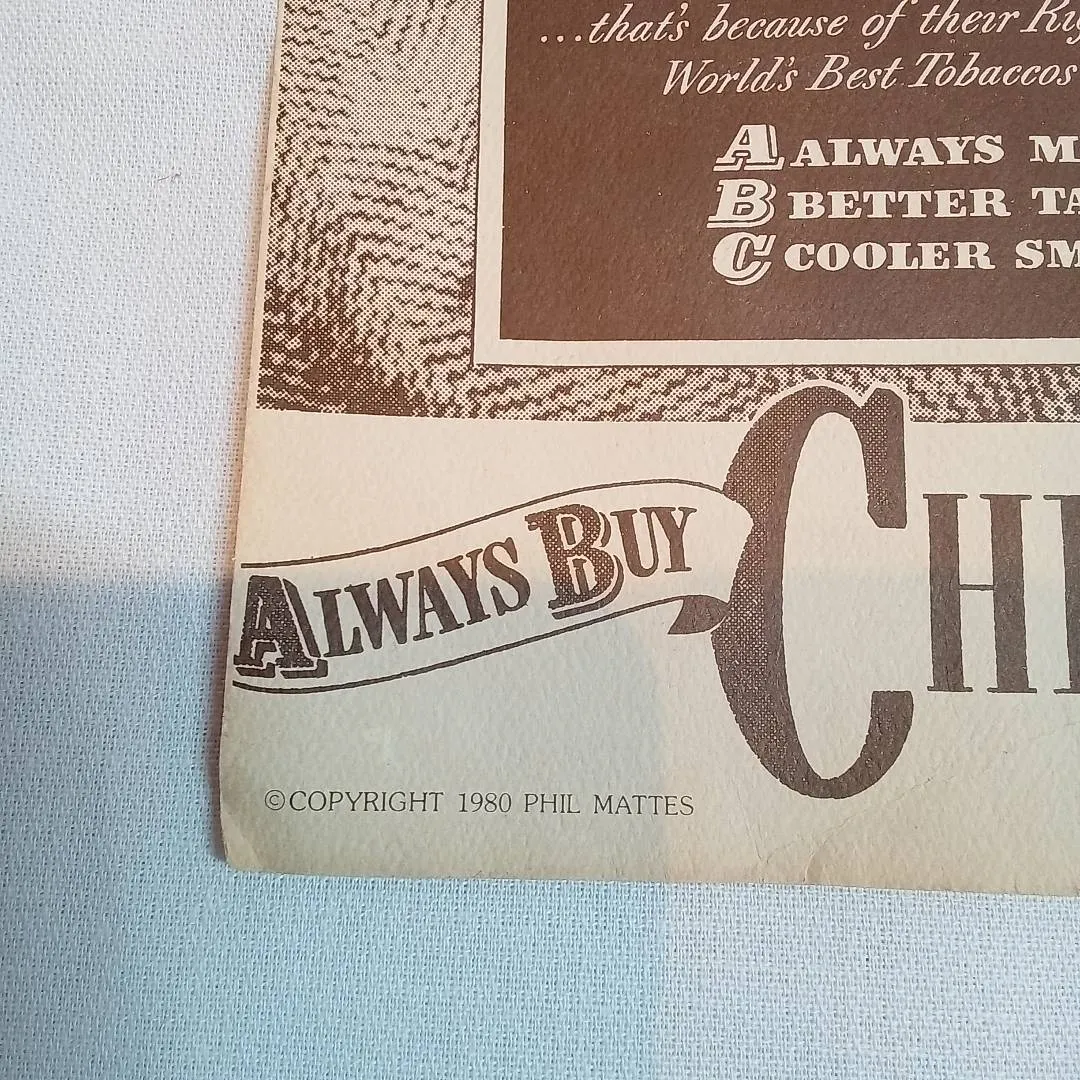 ...that's because of their
World's Best Tobaccos
A ALWAYS
B BETTER
C COOLER
ALWAYS BUY
©COPYRIGHT 1980 PHIL MATTES